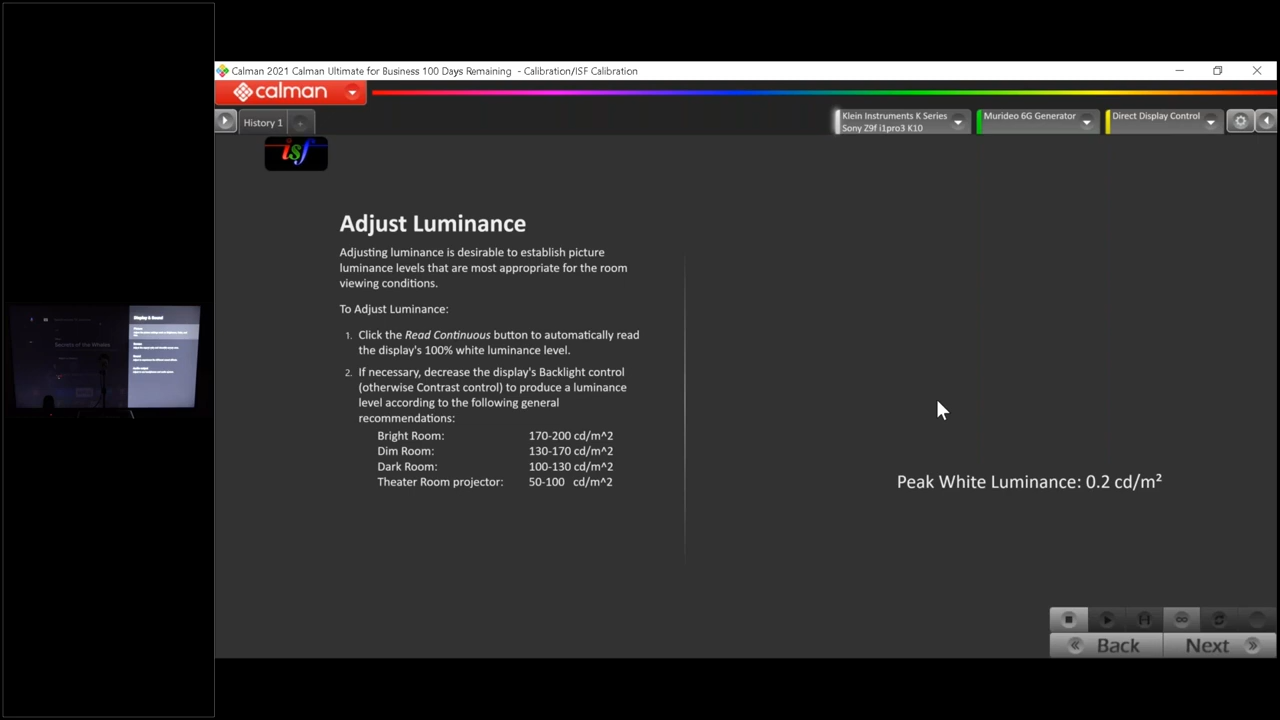 Calman 2021 Calman Ultimate for Business 100 Days Remaining - Calibration/ISF Calibration
calman
History 1
Klein Instruments K Series
Sony Z9f i1pro3 K10
Murideo 6G Generator
Direct Display Control
isf
Adjust Luminance
Adjusting luminance is desirable to establish picture
luminance levels that are most appropriate for the room
viewing conditions.
To Adjust Luminance:
1. Click the Read Continuous button to automatically read
the display's 100% white luminance level.
2. If necessary, decrease the display's Backlight control
(otherwise Contrast control) to produce a luminance
level according to the following general
recommendations:
Bright Room: 170-200 cd/m^2
Dim Room: 130-170 cd/m^2
Dark Room: 100-130 cd/m^2
Theater Room projector: 50-100 cd/m^2
Peak White Luminance: 0.2 cd/m²
Back
Next
Display & Sound
Secrets of the Whales